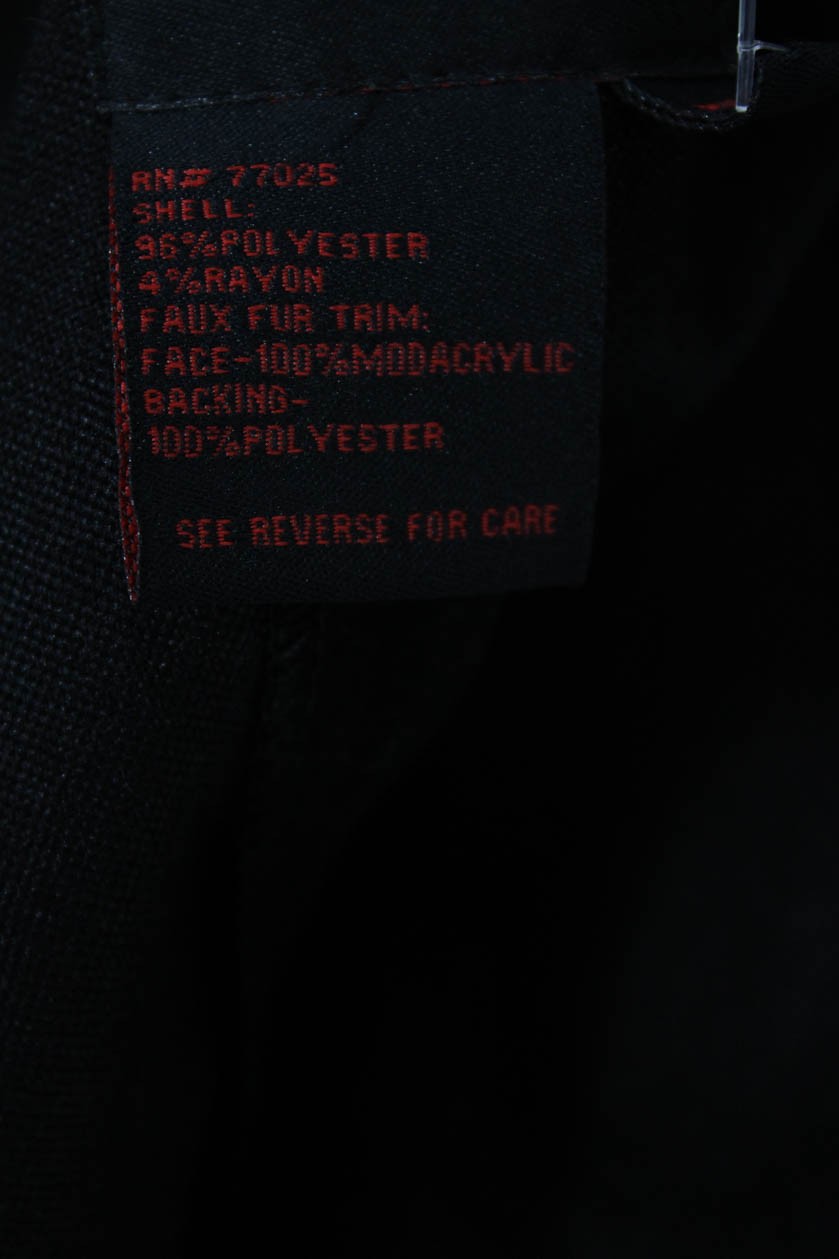 RN# 77025
SHELL:
96%POLYESTER
4%RAYON
FAUX FUR TRIM:
FACE-100%MODACRYLIC
BACKING-
100%POLYESTER
SEE REVERSE FOR CARE